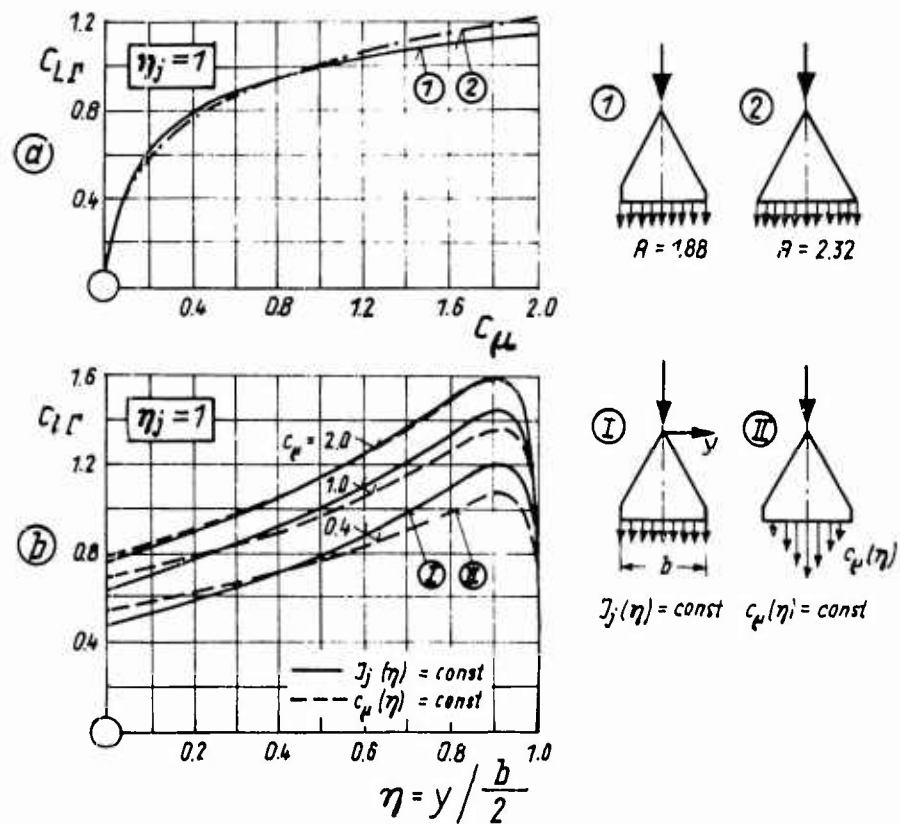 a
C_LΓ
η_j = 1
1.2
1.0
0.8
0.4
1
2
0.4
0.8
1.2
1.6
2.0
C_μ
1
2
A = 1.88
A = 2.32
b
C_lΓ
η_j = 1
1.6
1.2
0.8
0.4
c_μ = 2.0
1.0
0.4
I
II
J_j (η) = const
c_μ (η) = const
0.2
0.4
0.6
0.8
1.0
η = y / b/2
I
y
b
II
c_μ(η)
J_j(η) = const
c_μ(η) = const